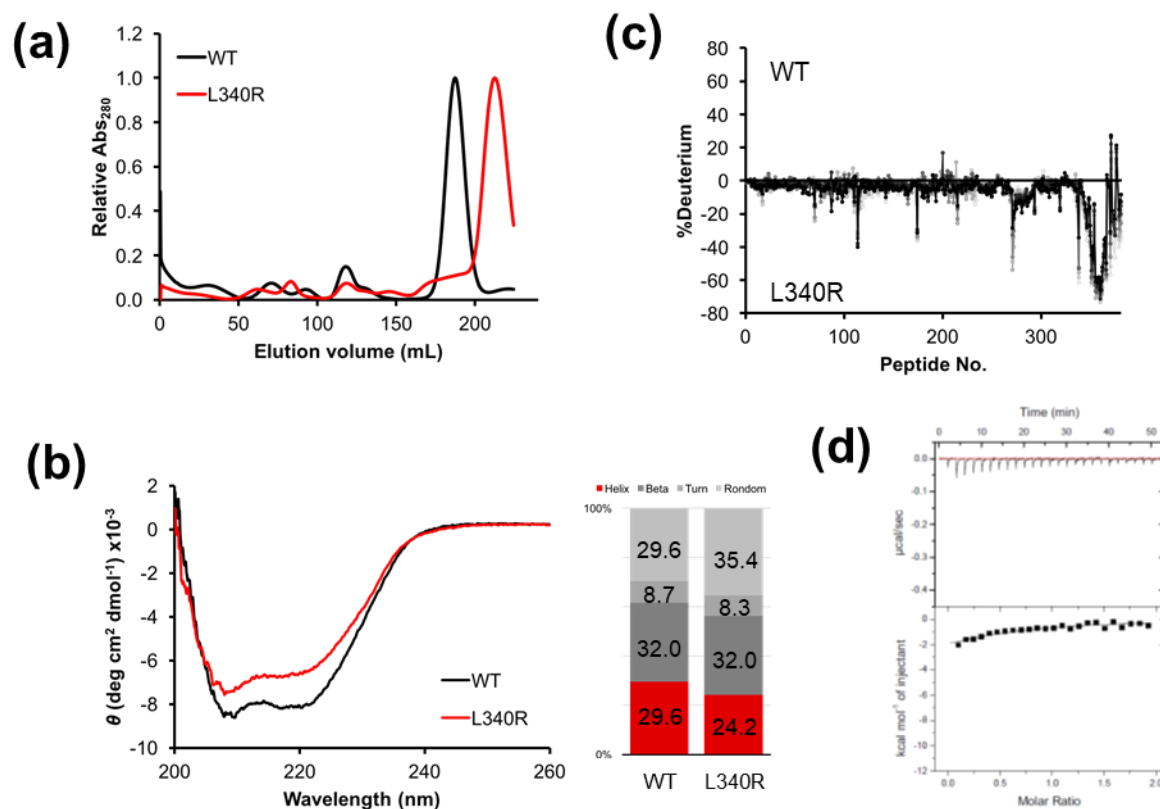 (a)
WT
L340R
Relative Abs280
1.2
1.0
0.8
0.6
0.4
0.2
0.0
0 50 100 150 200
Elution volume (mL)
(c)
%Deuterium
80
60
40
20
0
-20
-40
-60
-80
WT
L340R
100 200 300
Peptide No.
(b)
θ (deg cm² dmol⁻¹) x10⁻³
2
0
-2
-4
-6
-8
-10
WT
L340R
200 220 240 260
Wavelength (nm)
Helix Beta Turn Rondom
100%
0%
29.6 35.4
8.7 8.3
32.0 32.0
29.6 24.2
WT L340R
(d)
Time (min)
0 10 20 30 40 50
µcal/sec
0.0
-0.1
-0.2
-0.3
-0.4
kcal mol⁻¹ of injectant
0
-2
-4
-6
-8
-10
-12
0.0 0.5 1.0 1.5 2.0
Molar Ratio